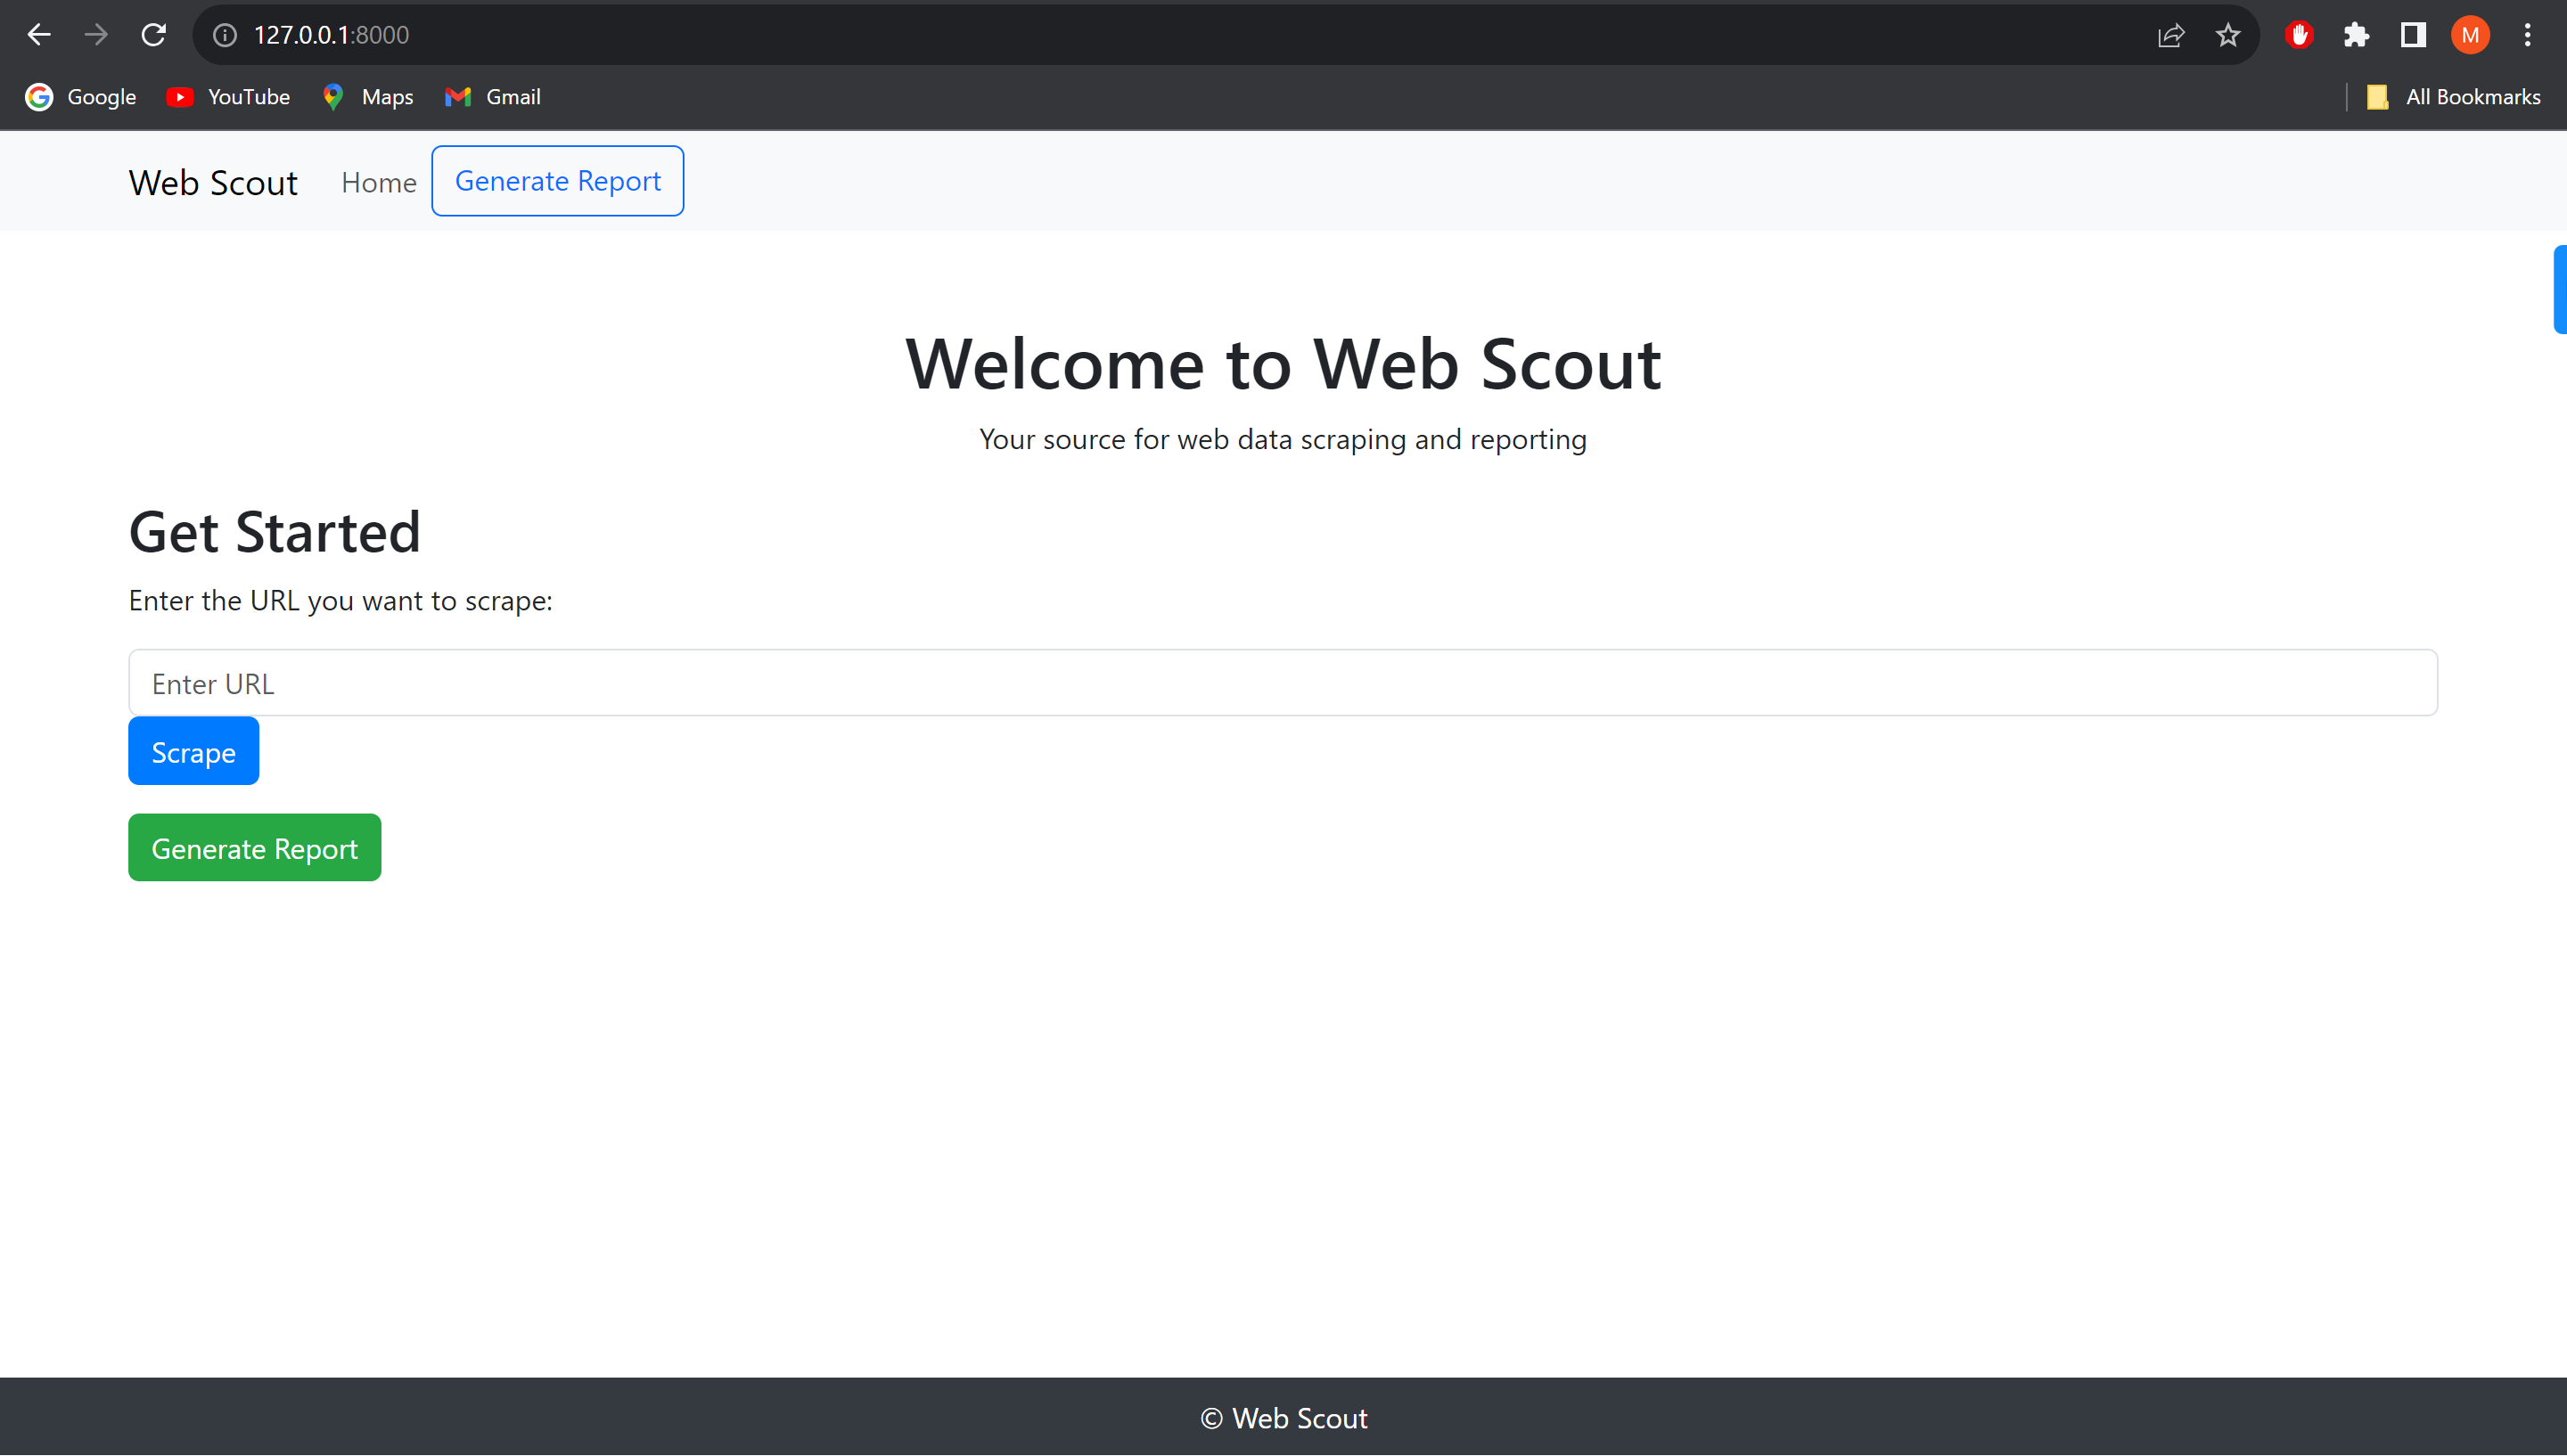 127.0.0.1:8000
M
Google YouTube Maps Gmail All Bookmarks
Web Scout Home Generate Report
Welcome to Web Scout
Your source for web data scraping and reporting
Get Started
Enter the URL you want to scrape:
Enter URL
Scrape
Generate Report
© Web Scout